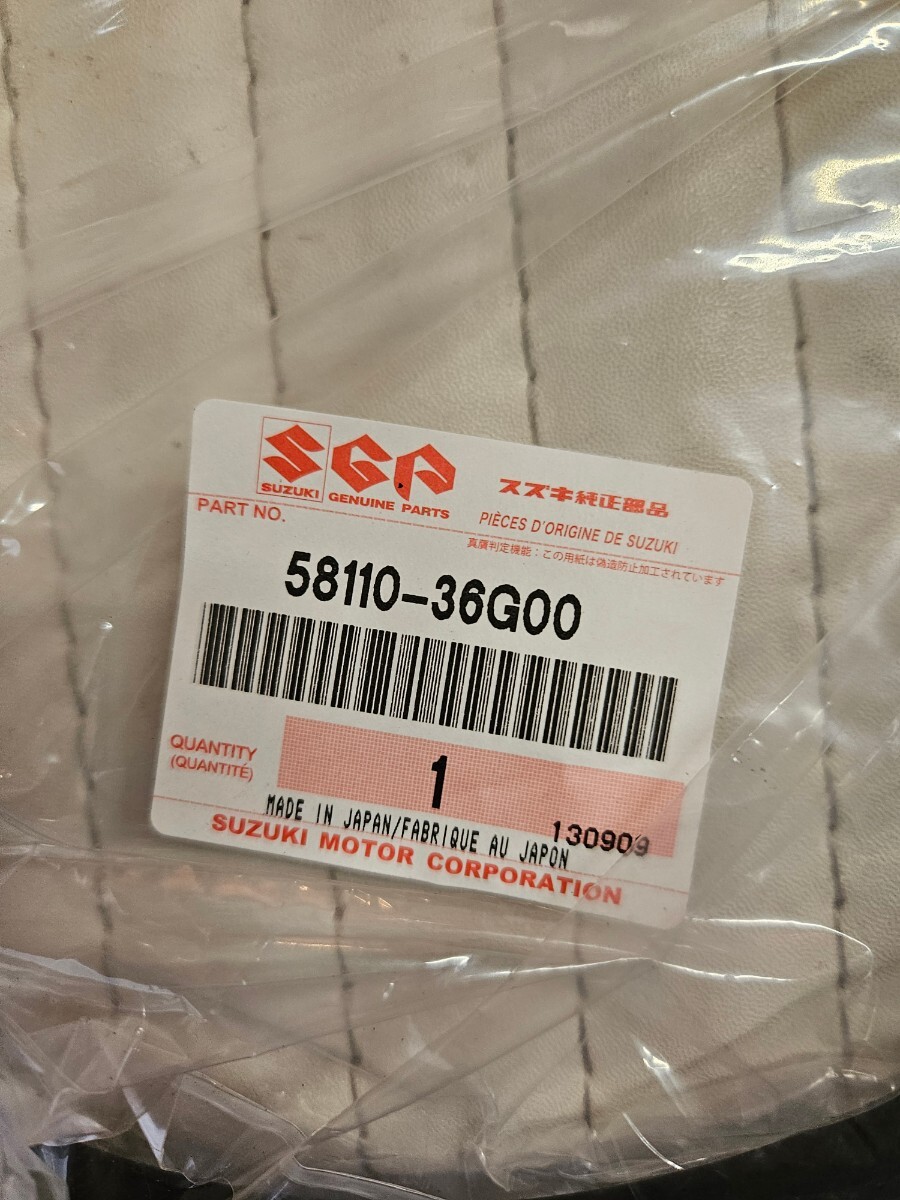 SGP
SUZUKI GENUINE PARTS
スズキ純正部品
PIÈCES D'ORIGINE DE SUZUKI
PART NO.
真贋判定機能:この用紙は偽造防止加工されています
58110-36G00
QUANTITY
(QUANTITÉ)
1
MADE IN JAPAN/FABRIQUE AU JAPON
130909
SUZUKI MOTOR CORPORATION